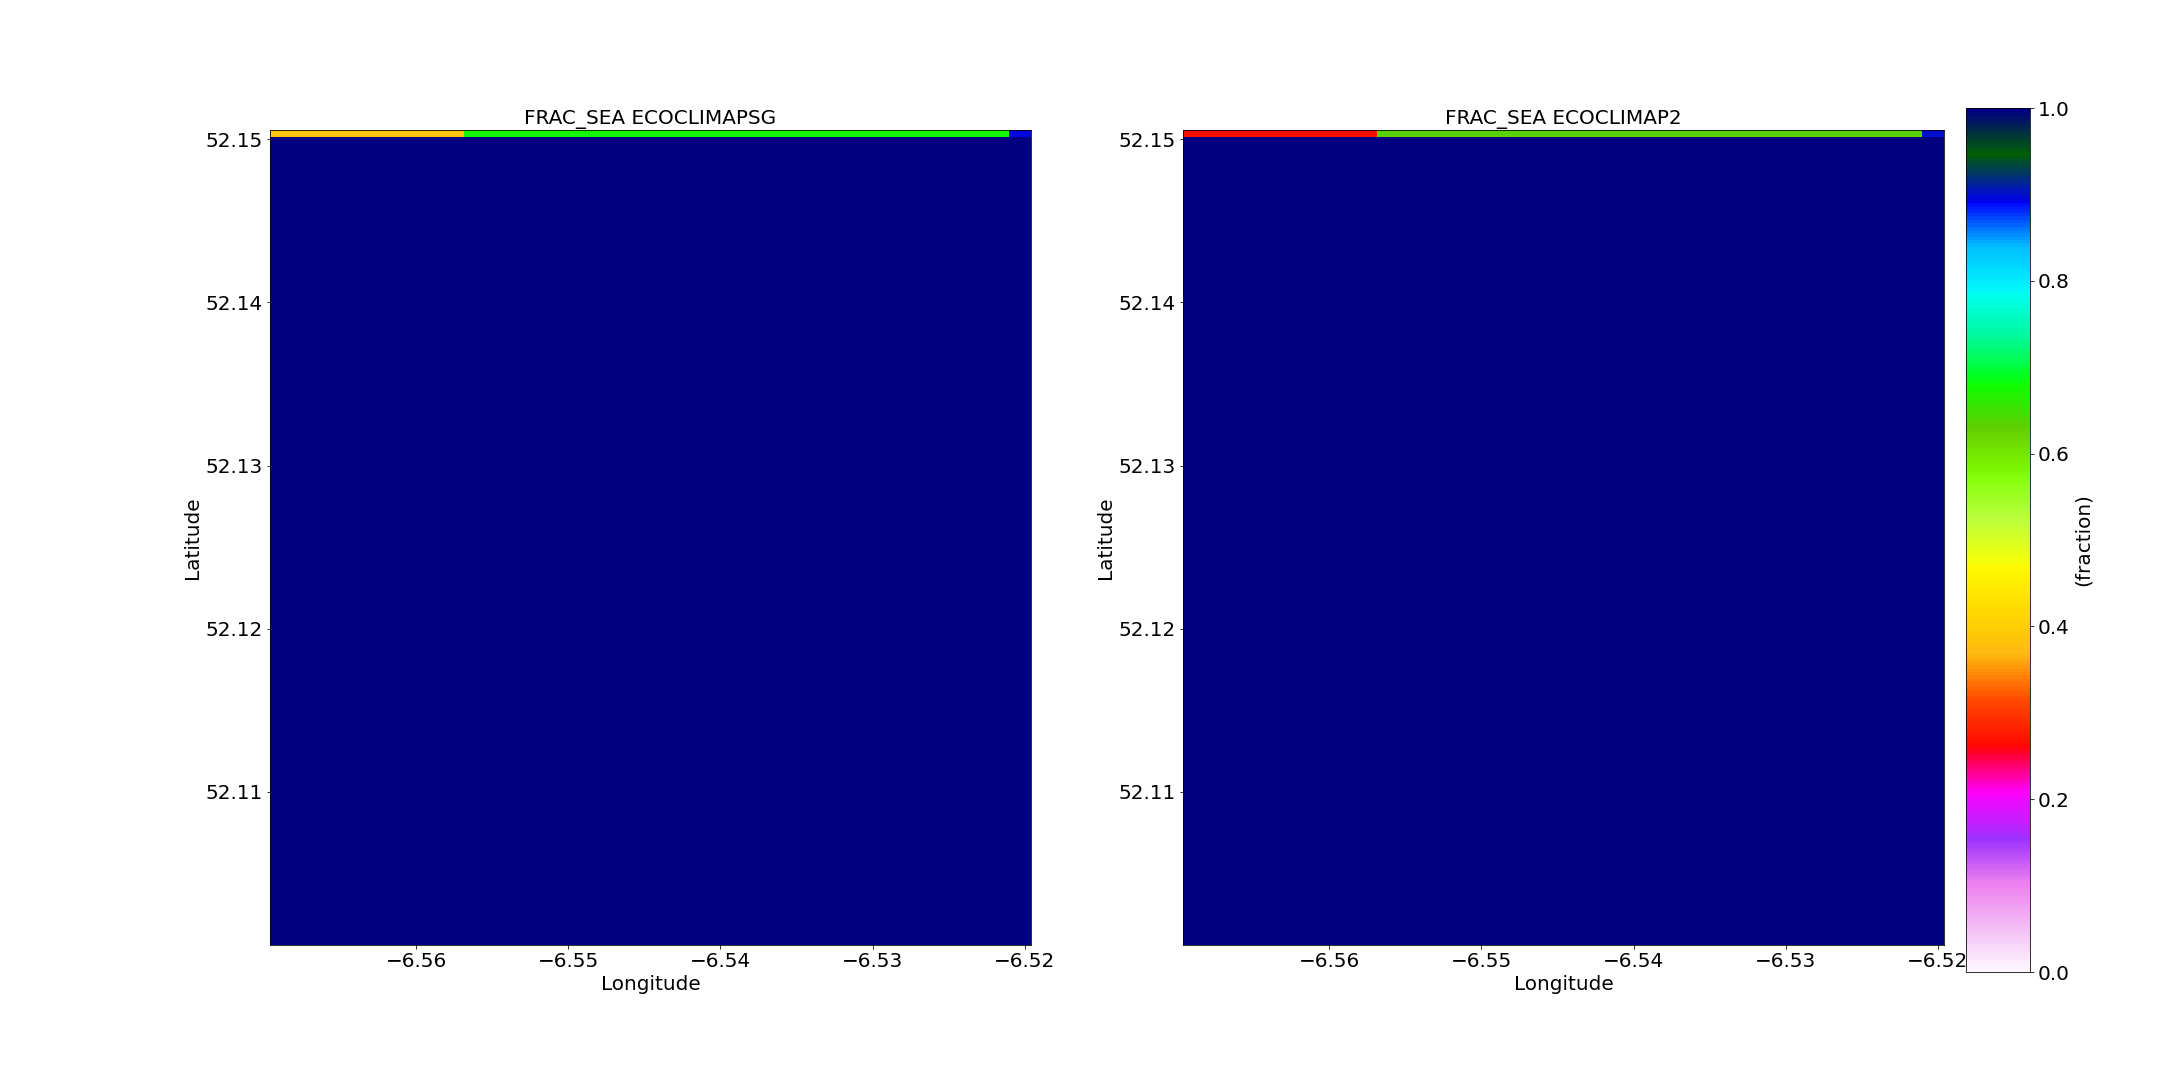 FRAC_SEA ECOCLIMAPSG
52.15
52.14
52.13
52.12
52.11
Latitude
−6.56 −6.55 −6.54 −6.53 −6.52
Longitude
FRAC_SEA ECOCLIMAP2
52.15
52.14
52.13
52.12
52.11
Latitude
−6.56 −6.55 −6.54 −6.53 −6.52
Longitude
1.0
0.8
0.6
0.4
0.2
0.0
(fraction)